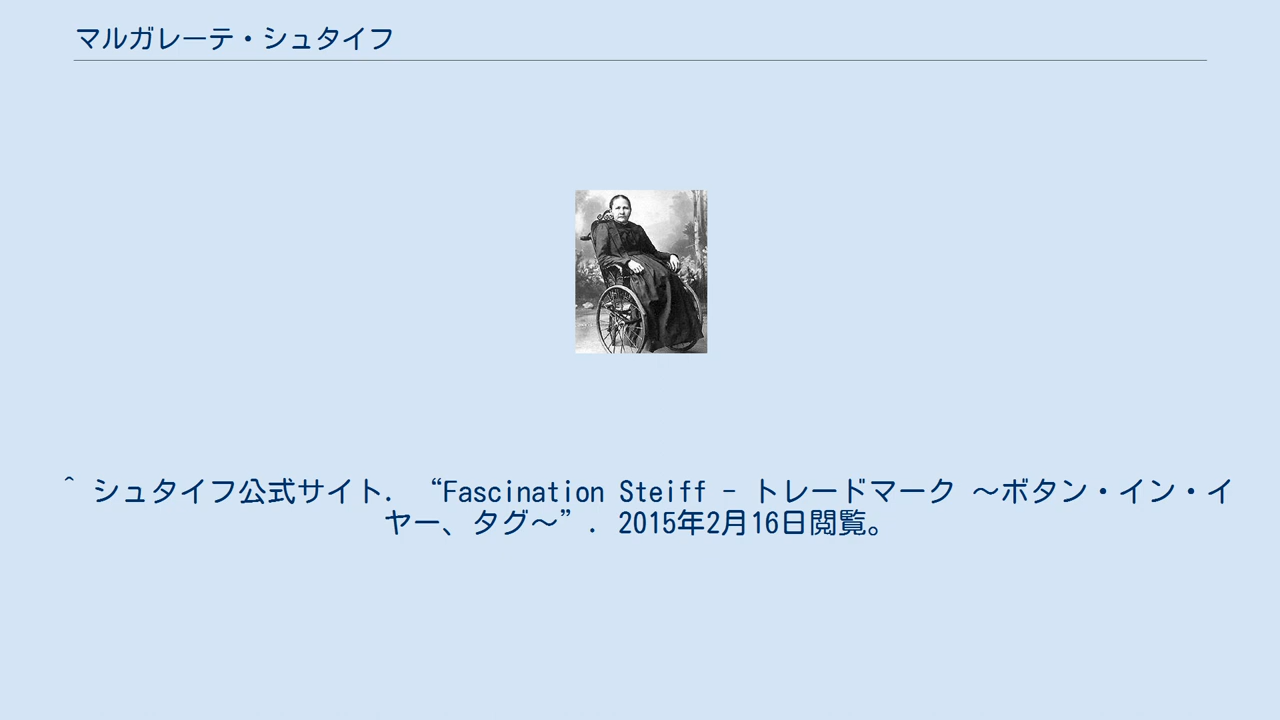 マルガレーテ・シュタイフ
^ シュタイフ公式サイト. “Fascination Steiff - トレードマーク ～ボタン・イン・イ
ヤー、タグ～”. 2015年2月16日閲覧。